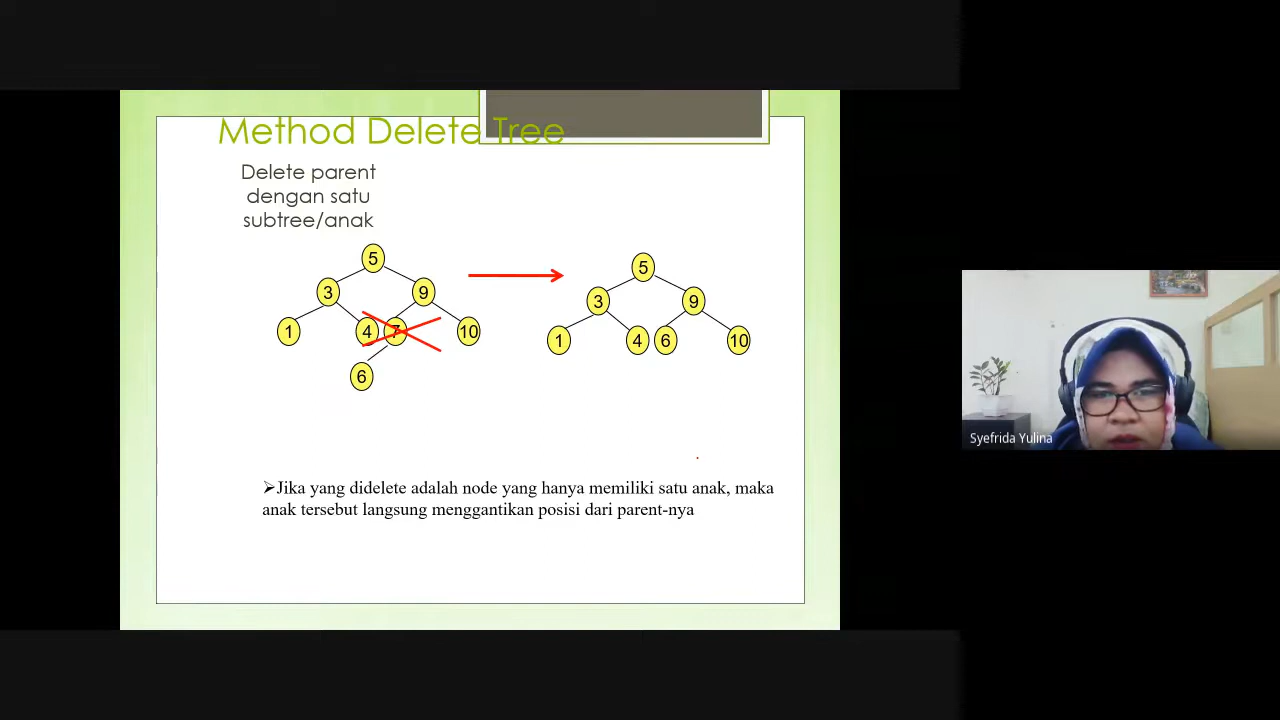 Method Delete Tree
Delete parent
dengan satu
subtree/anak
5
3
9
1
4
7
10
6
5
3
9
1
4
6
10
➢Jika yang didelete adalah node yang hanya memiliki satu anak, maka
anak tersebut langsung menggantikan posisi dari parent-nya
Syefrida Yulina